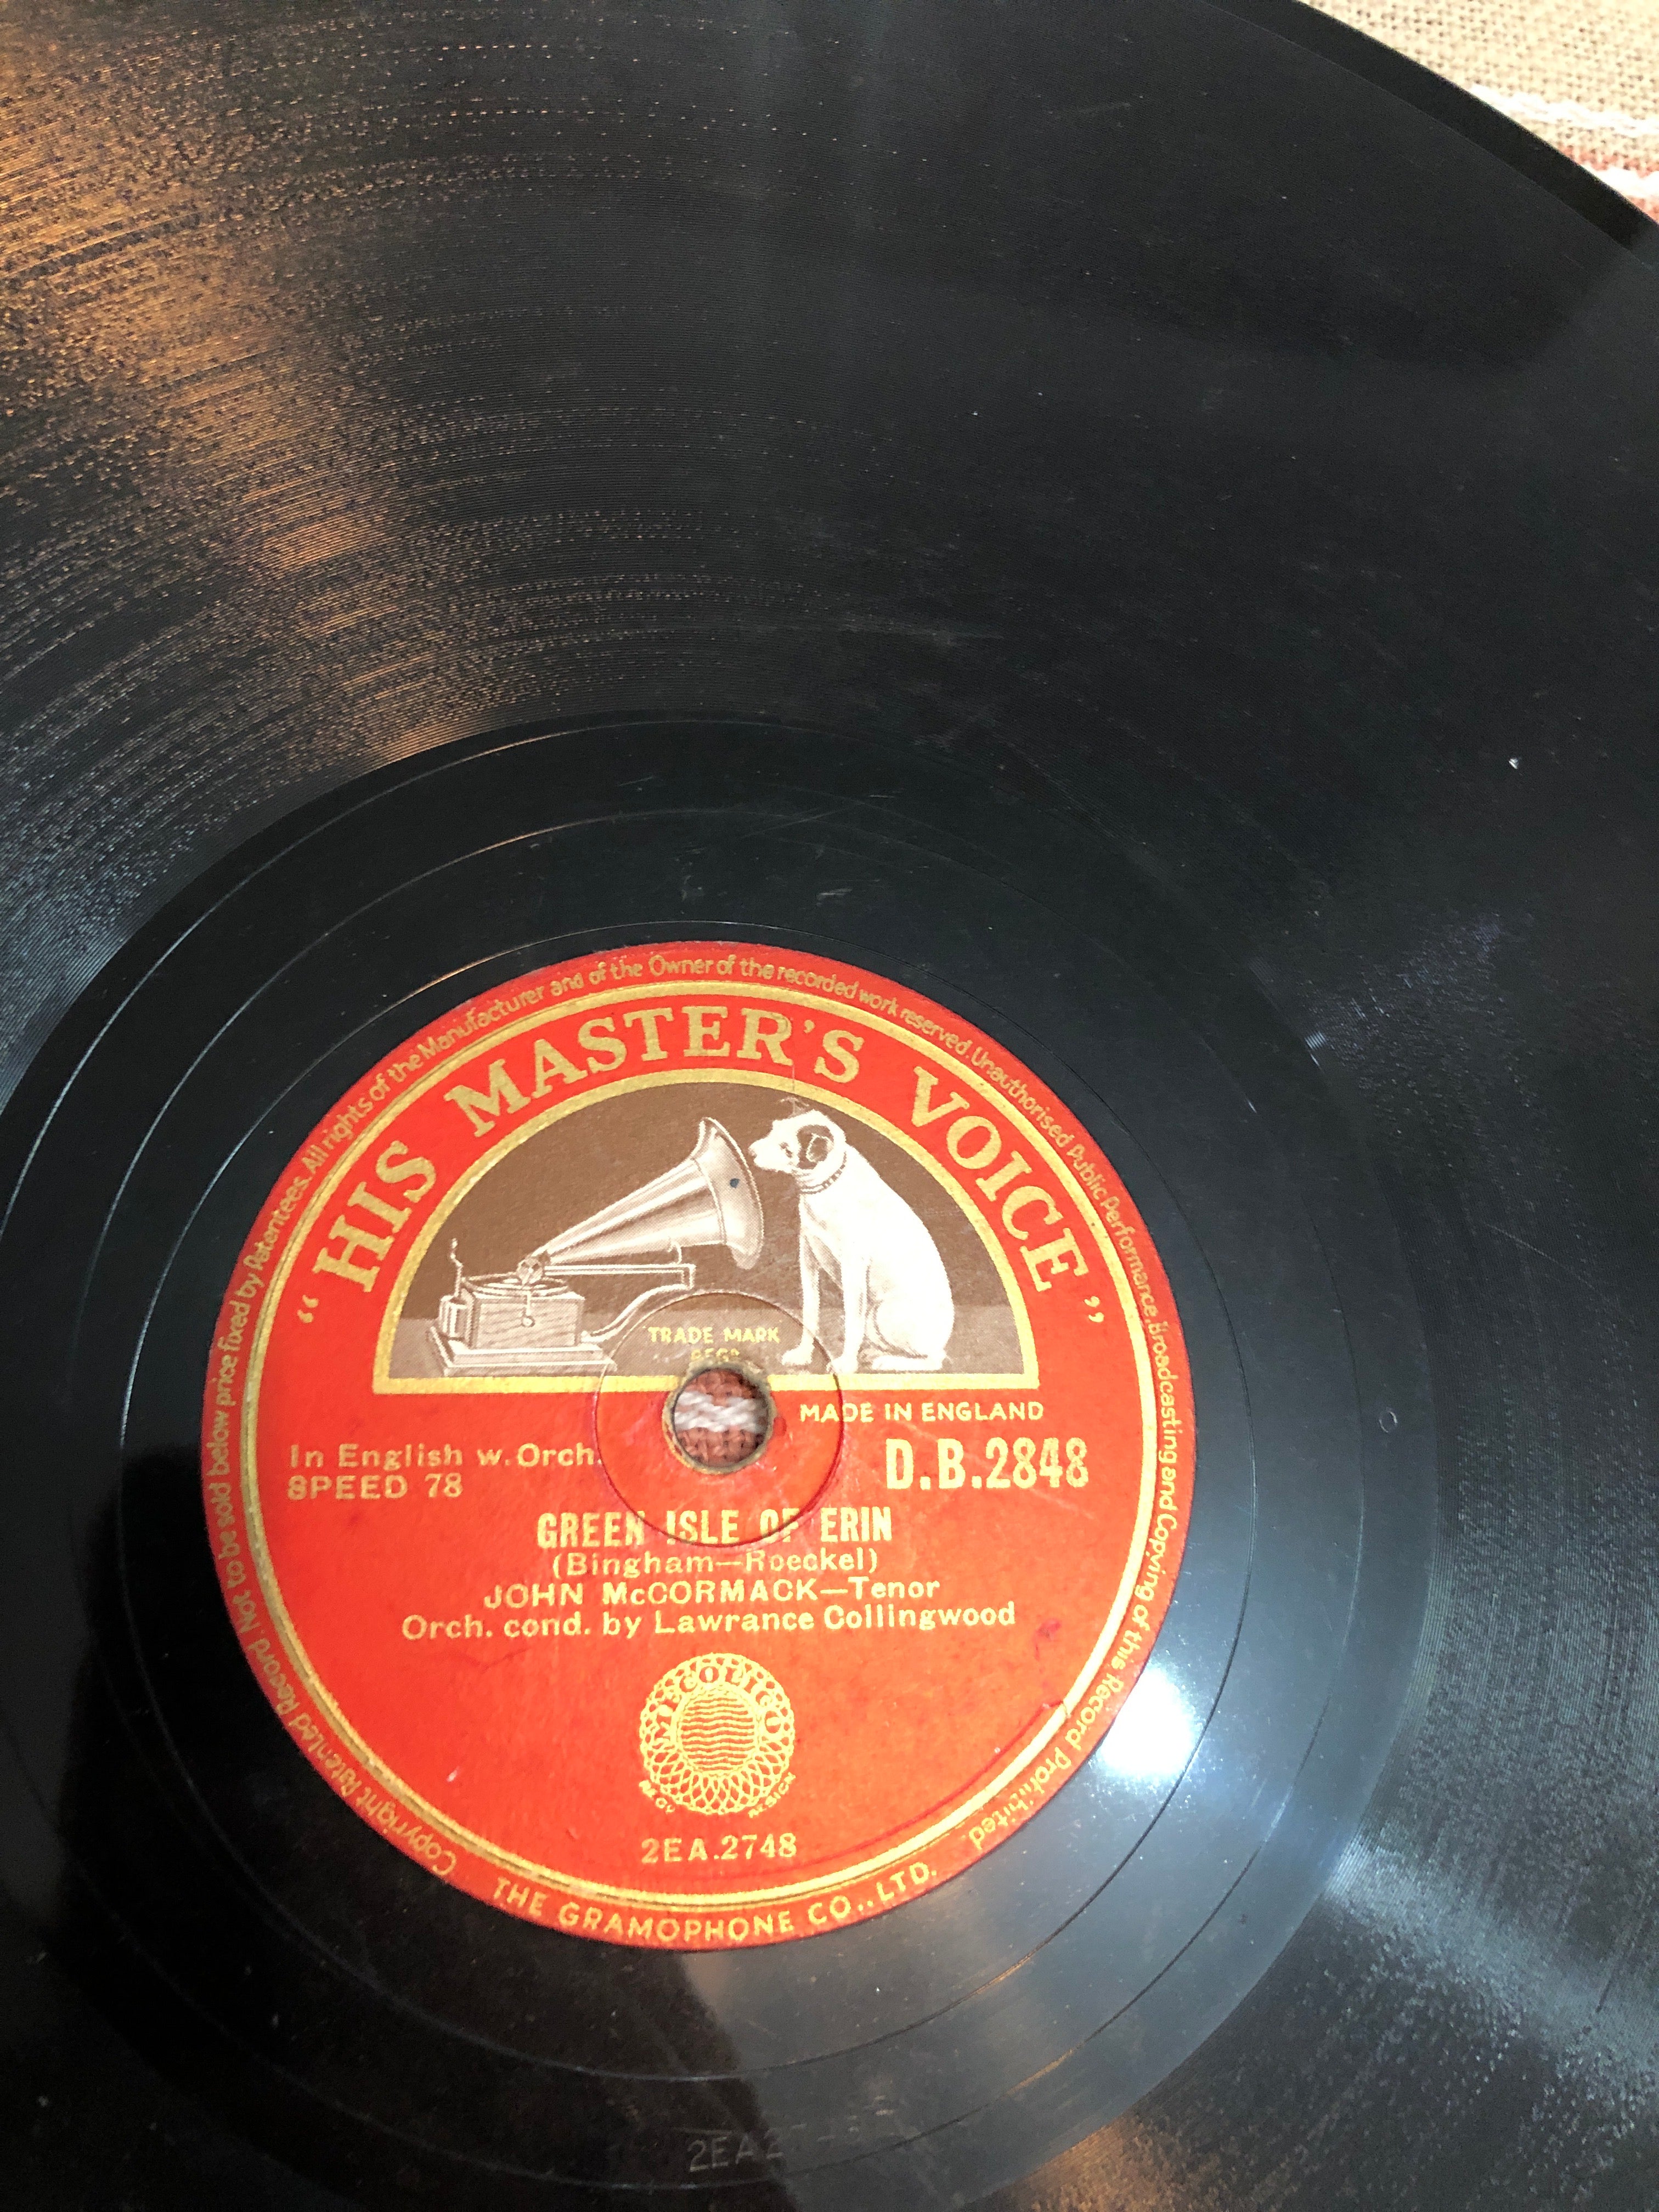 Copyright Patented Record. Not to be sold below price fixed by Patentees. All rights of the Manufacturer and of the Owner of the recorded work reserved. Unauthorised Public Performance, Broadcasting and Copying of this Record Prohibited.
"HIS MASTER'S VOICE"
TRADE MARK
MADE IN ENGLAND
In English w. Orch.
D.B.2848
SPEED 78
GREEN ISLE OF ERIN
(Bingham—Roeckel)
JOHN McCORMACK—Tenor
Orch. cond. by Lawrance Collingwood
MECOLICO
2EA.2748
THE GRAMOPHONE CO., LTD.